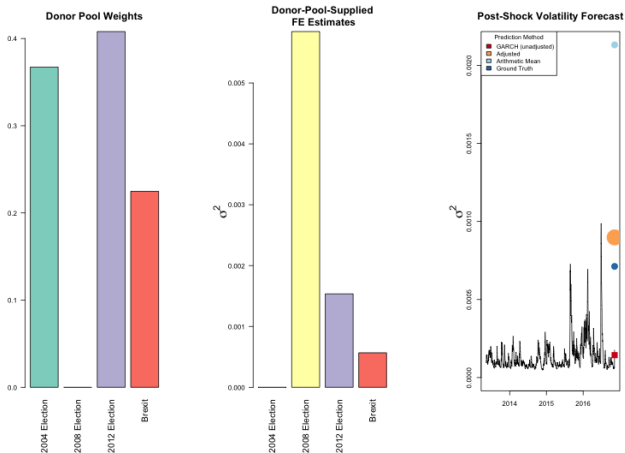 Donor Pool Weights
0.4
0.3
0.2
0.1
0.0
2004 Election
2008 Election
2012 Election
Brexit
Donor-Pool-Supplied
FE Estimates
σ²
0.005
0.004
0.003
0.002
0.001
0.000
2004 Election
2008 Election
2012 Election
Brexit
Post-Shock Volatility Forecast
Prediction Method
GARCH (unadjusted)
Adjusted
Arithmetic Mean
Ground Truth
σ²
0.0020
0.0015
0.0010
0.0005
0.0000
2014
2015
2016